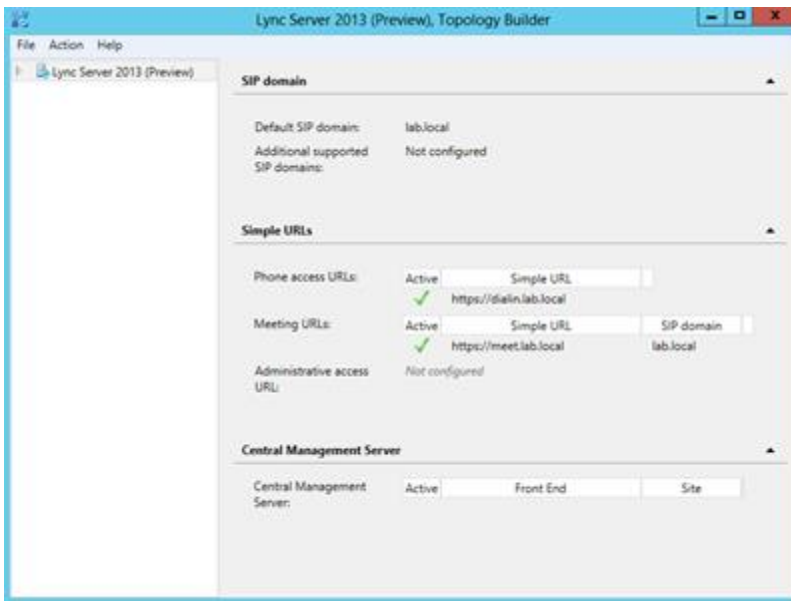 Lync Server 2013 (Preview), Topology Builder
File Action Help
Lync Server 2013 (Preview)
SIP domain
Default SIP domain: lab.local
Additional supported SIP domains: Not configured
Simple URLs
Phone access URLs: Active Simple URL
https://dialin.lab.local
Meeting URLs: Active Simple URL SIP domain
https://meet.lab.local lab.local
Administrative access URL: Not configured
Central Management Server
Central Management Server: Active Front End Site